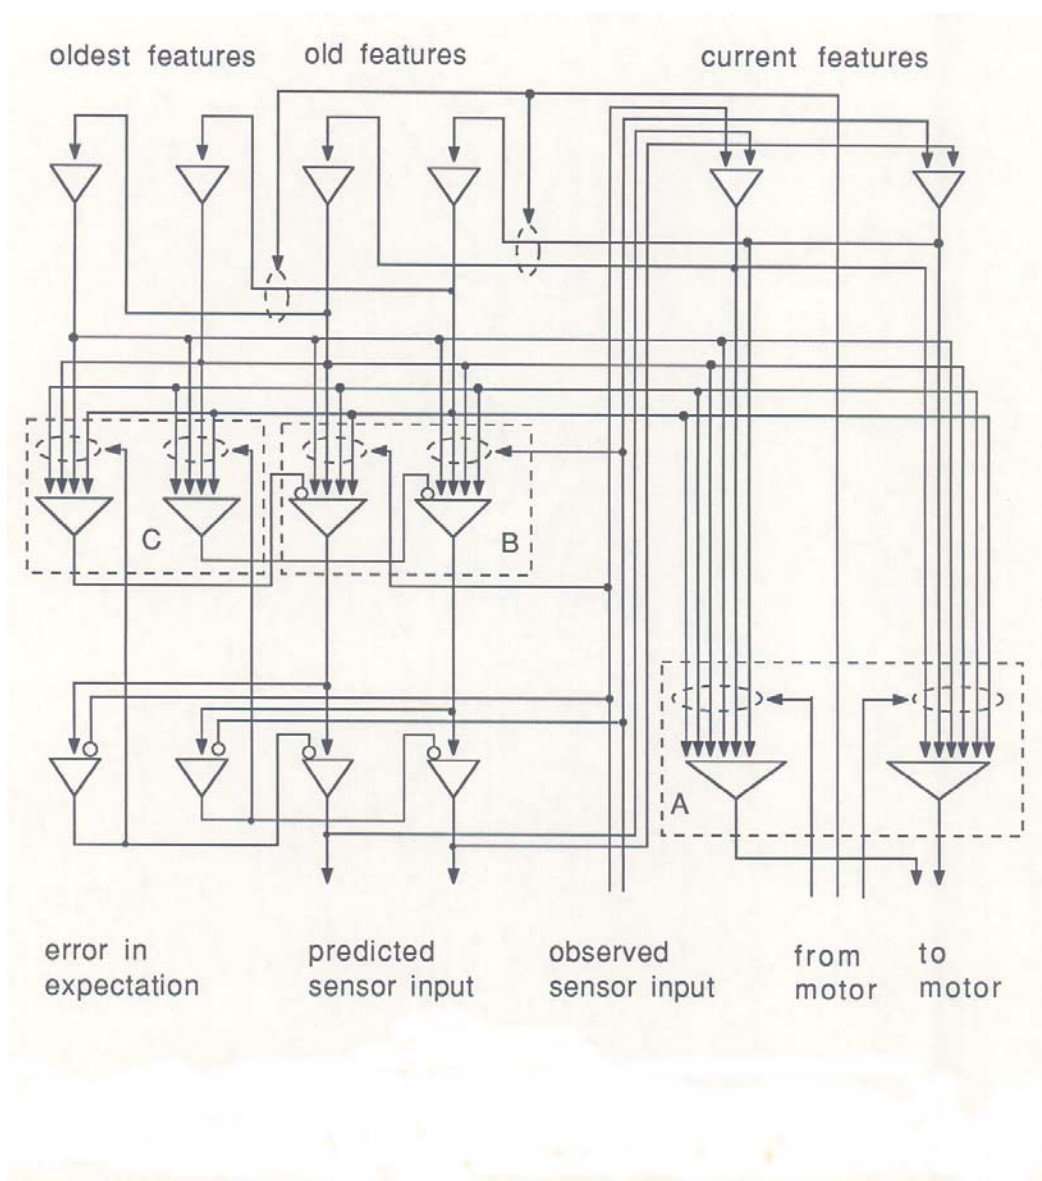 oldest features
old features
current features
C
B
A
error in
expectation
predicted
sensor input
observed
sensor input
from
motor
to
motor